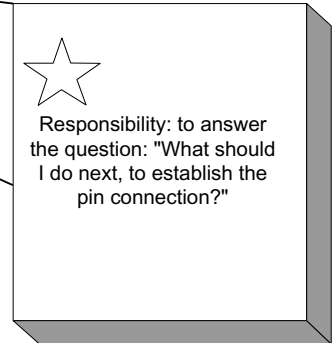 Responsibility: to answer
the question: "What should
I do next, to establish the
pin connection?"